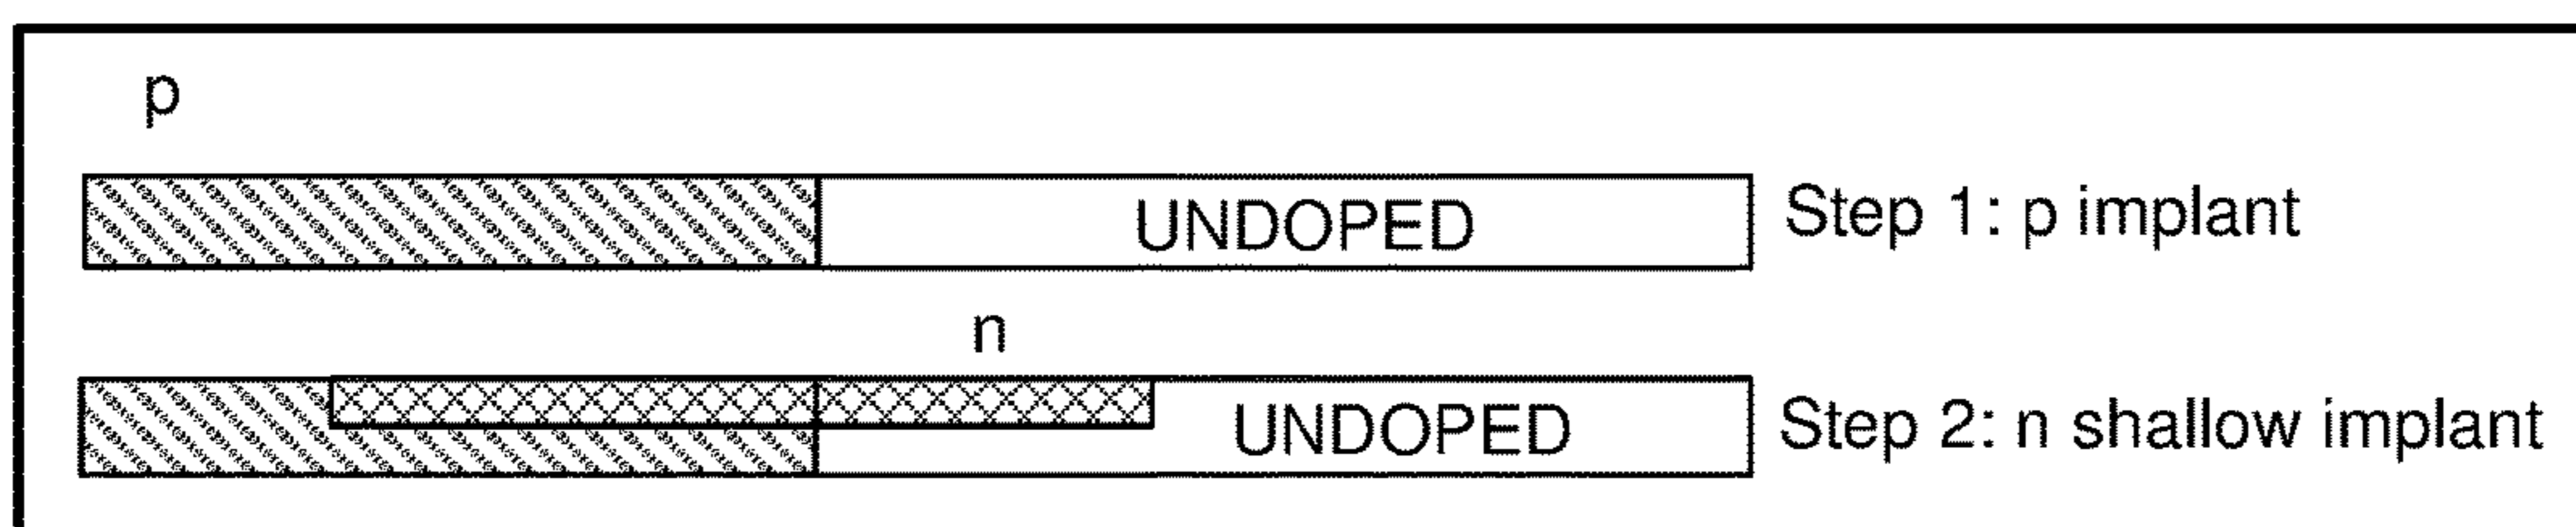 p
UNDOPED Step 1: p implant
n
UNDOPED Step 2: n shallow implant